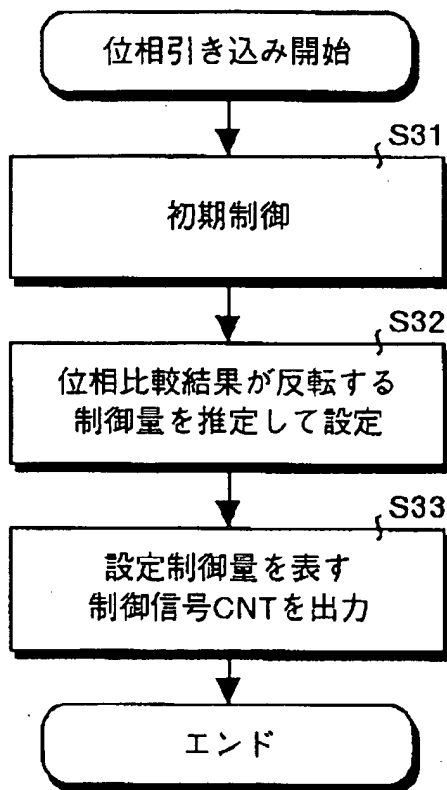 位相引き込み開始
S31
初期制御
S32
位相比較結果が反転する
制御量を推定して設定
S33
設定制御量を表す
制御信号CNTを出力
エンド